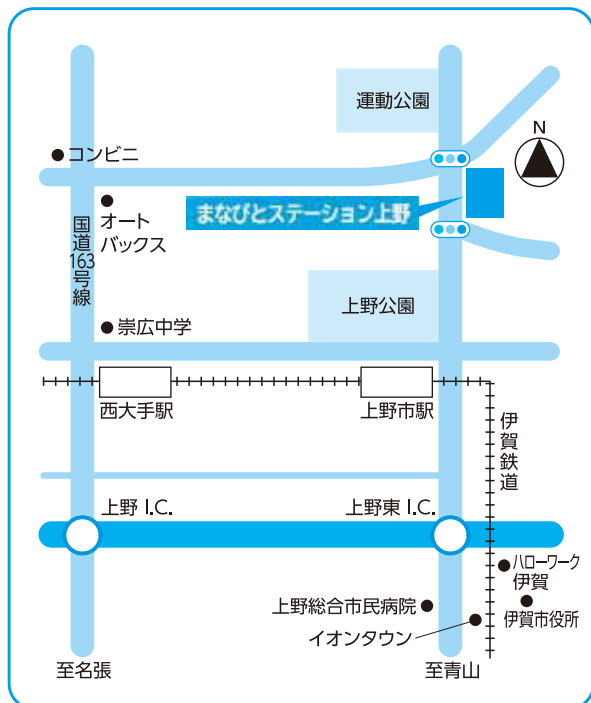 運動公園
N
コンビニ
まなびとステーション上野
オート
バックス
国道163号線
上野公園
崇広中学
西大手駅
上野市駅
伊賀鉄道
上野 I.C.
上野東 I.C.
ハローワーク
伊賀
上野総合市民病院
伊賀市役所
イオンタウン
至名張
至青山